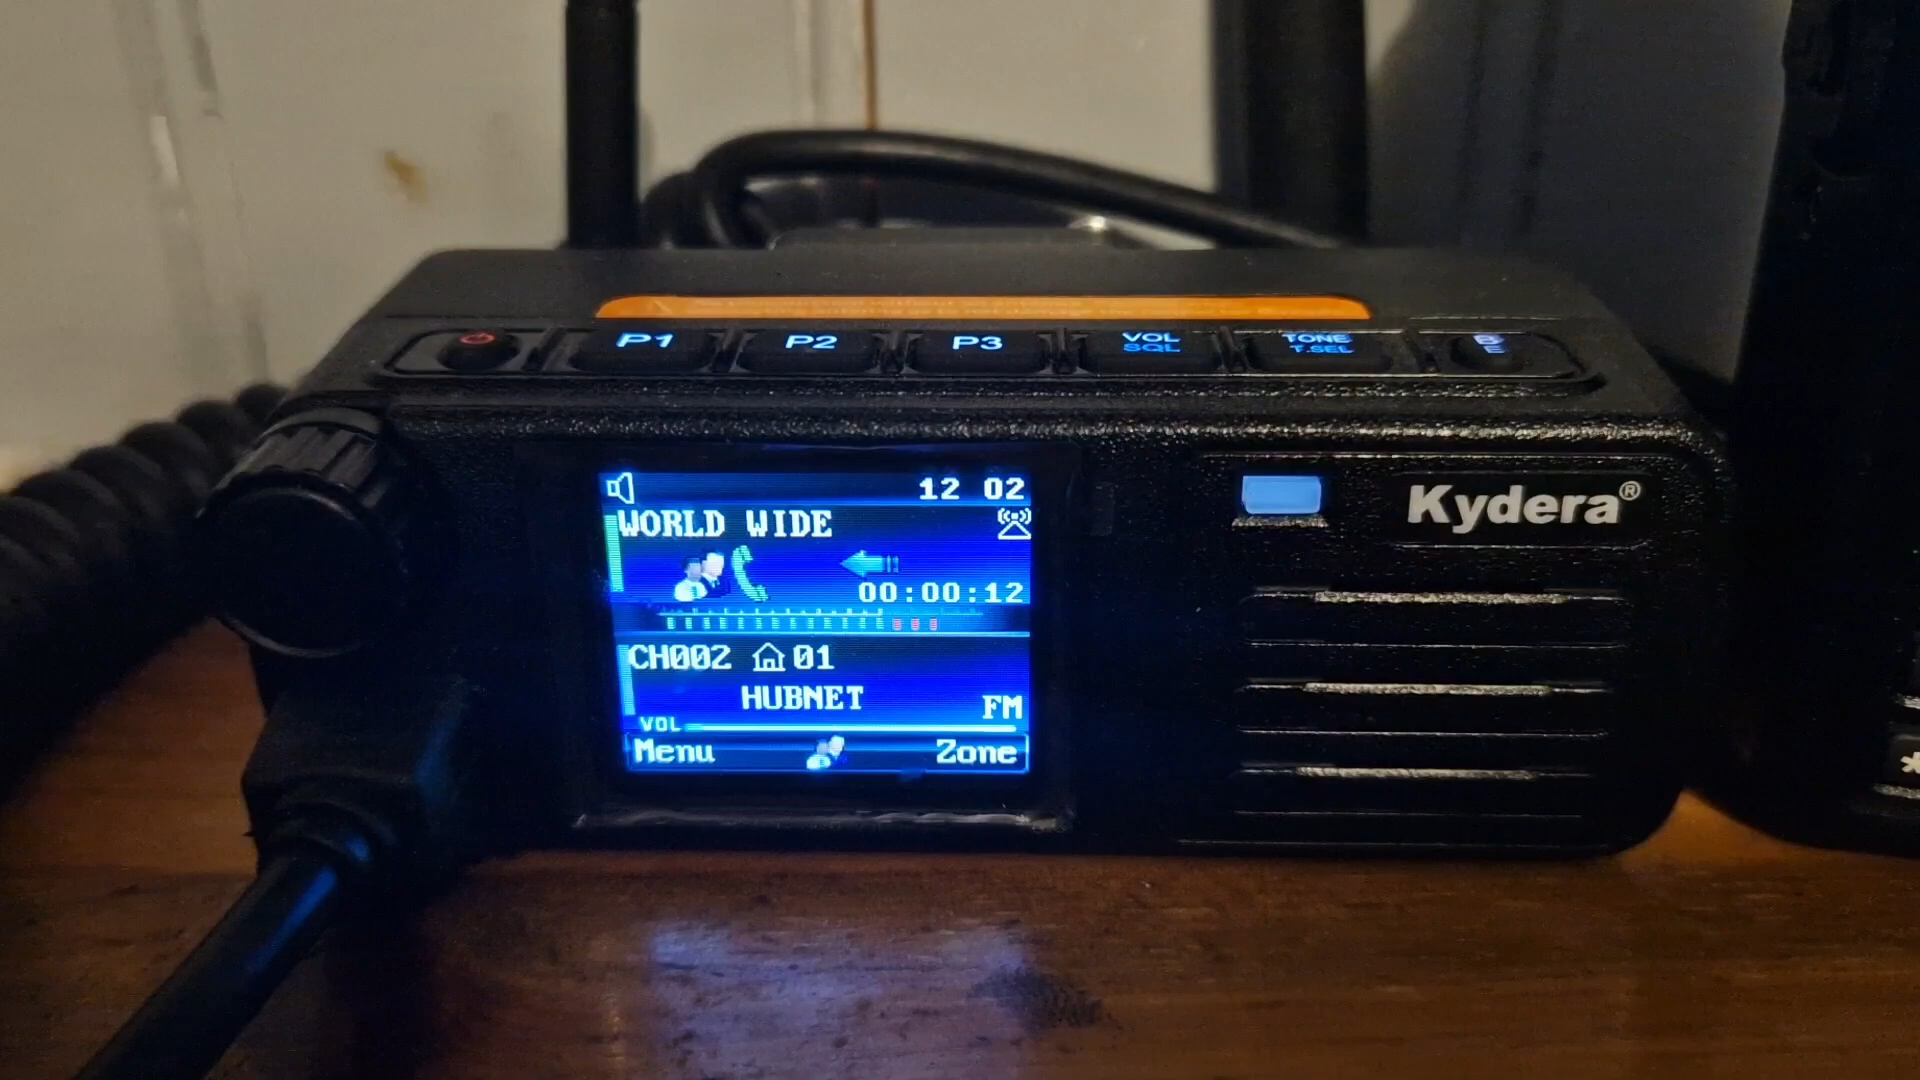 P1 P2 P3 VOL TONE B
SQL T.SEL E
Kydera®
12 02
WORLD WIDE
00:00:12
CH002 01
HUBNET
FM
VOL
Menu Zone
*